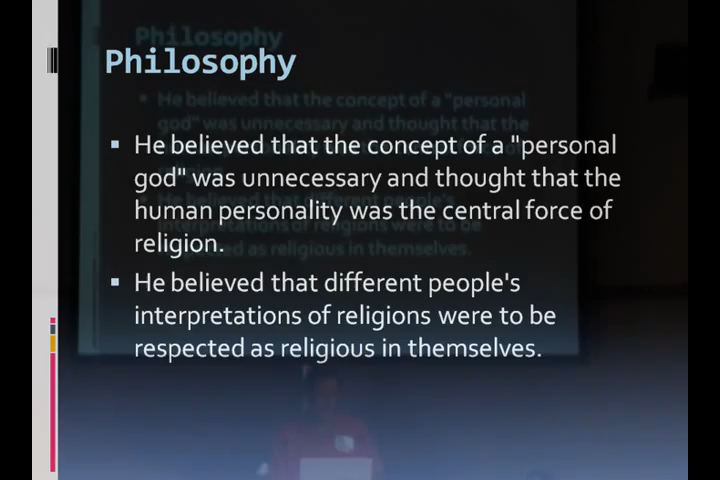 Philosophy
He believed that the concept of a "personal
god" was unnecessary and thought that the
human personality was the central force of
religion.
He believed that different people's
interpretations of religions were to be
respected as religious in themselves.